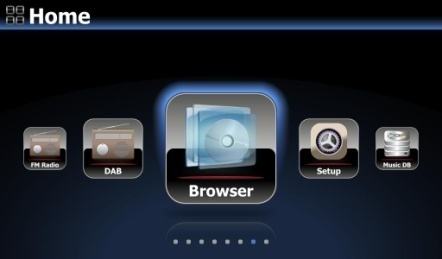 Home
FM Radio
DAB
Browser
Setup
Music DB